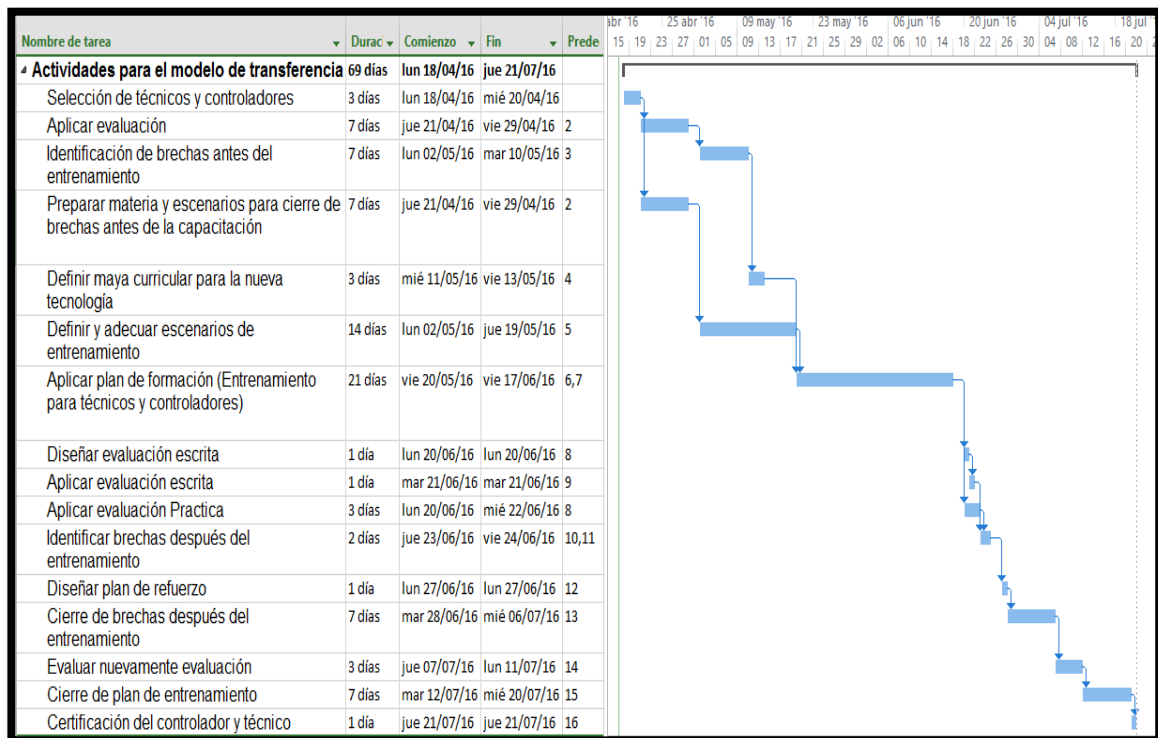 abr '16 25 abr '16 09 may '16 23 may '16 06 jun '16 20 jun '16 04 jul '16 18 jul
Nombre de tarea Durac Comienzo Fin Prede 15 19 23 27 01 05 09 13 17 21 25 29 02 06 10 14 18 22 26 30 04 08 12 16 20 2
Actividades para el modelo de transferencia 69 días lun 18/04/16 jue 21/07/16
Selección de técnicos y controladores 3 días lun 18/04/16 mié 20/04/16
Aplicar evaluación 7 días jue 21/04/16 vie 29/04/16 2
Identificación de brechas antes del 7 días lun 02/05/16 mar 10/05/16 3
entrenamiento
Preparar materia y escenarios para cierre de 7 días jue 21/04/16 vie 29/04/16 2
brechas antes de la capacitación
Definir maya curricular para la nueva 3 días mié 11/05/16 vie 13/05/16 4
tecnología
Definir y adecuar escenarios de 14 días lun 02/05/16 jue 19/05/16 5
entrenamiento
Aplicar plan de formación (Entrenamiento 21 días vie 20/05/16 vie 17/06/16 6,7
para técnicos y controladores)
Diseñar evaluación escrita 1 día lun 20/06/16 lun 20/06/16 8
Aplicar evaluación escrita 1 día mar 21/06/16 mar 21/06/16 9
Aplicar evaluación Practica 3 días lun 20/06/16 mié 22/06/16 8
Identificar brechas después del 2 días jue 23/06/16 vie 24/06/16 10,11
entrenamiento
Diseñar plan de refuerzo 1 día lun 27/06/16 lun 27/06/16 12
Cierre de brechas después del 7 días mar 28/06/16 mié 06/07/16 13
entrenamiento
Evaluar nuevamente evaluación 3 días jue 07/07/16 lun 11/07/16 14
Cierre de plan de entrenamiento 7 días mar 12/07/16 mié 20/07/16 15
Certificación del controlador y técnico 1 día jue 21/07/16 jue 21/07/16 16